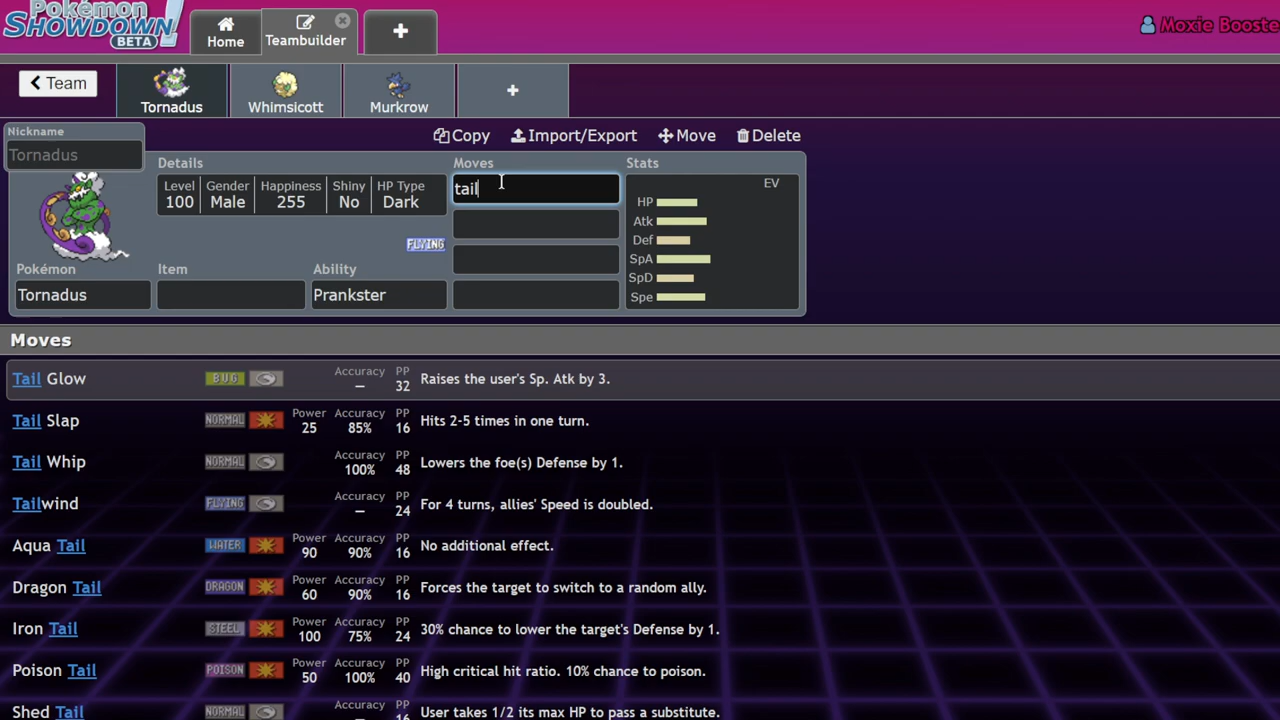 Pokémon
SHOWDOWN!
BETA
Home
Teambuilder
Moxie Booste
Team
Tornadus
Whimsicott
Murkrow
Nickname
Tornadus
Copy
Import/Export
Move
Delete
Details
Moves
Stats
Level
100
Gender
Male
Happiness
255
Shiny
No
HP Type
Dark
tail
EV
HP
Atk
Def
SpA
SpD
Spe
FLYING
Pokémon
Tornadus
Item
Ability
Prankster
Moves
Tail Glow BUG Accuracy — PP 32 Raises the user's Sp. Atk by 3.
Tail Slap NORMAL Power 25 Accuracy 85% PP 16 Hits 2-5 times in one turn.
Tail Whip NORMAL Accuracy 100% PP 48 Lowers the foe(s) Defense by 1.
Tailwind FLYING Accuracy — PP 24 For 4 turns, allies' Speed is doubled.
Aqua Tail WATER Power 90 Accuracy 90% PP 16 No additional effect.
Dragon Tail DRAGON Power 60 Accuracy 90% PP 16 Forces the target to switch to a random ally.
Iron Tail STEEL Power 100 Accuracy 75% PP 24 30% chance to lower the target's Defense by 1.
Poison Tail POISON Power 50 Accuracy 100% PP 40 High critical hit ratio. 10% chance to poison.
Shed Tail NORMAL Accuracy PP 16 User takes 1/2 its max HP to pass a substitute.